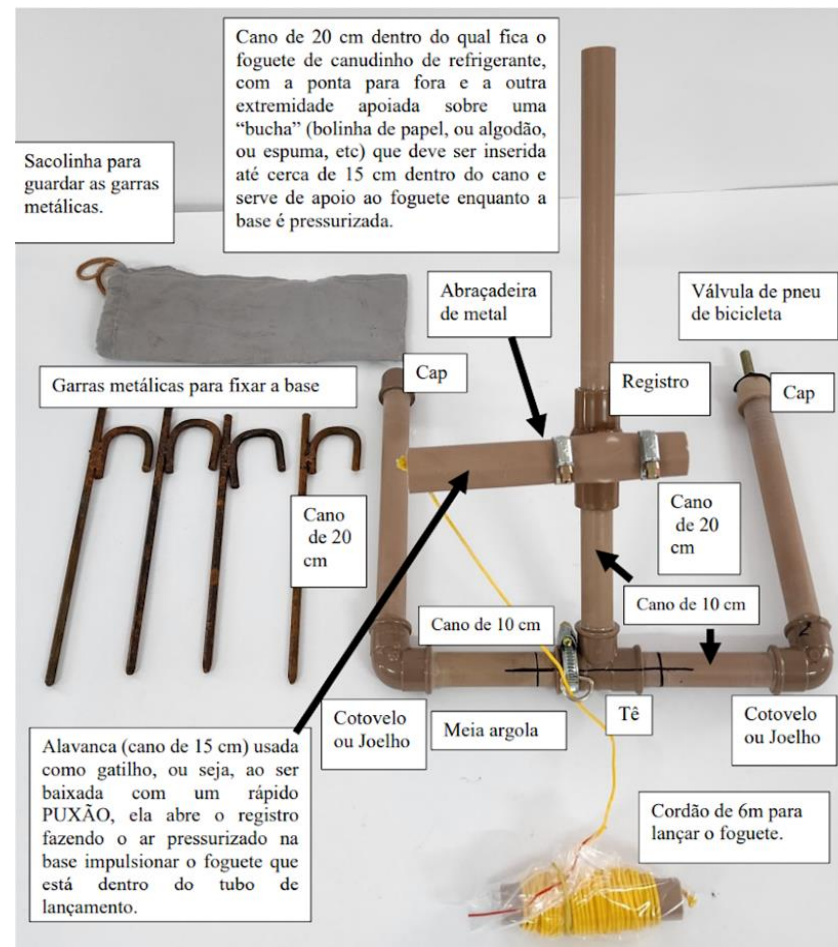 Cano de 20 cm dentro do qual fica o
foguete de canudinho de refrigerante,
com a ponta para fora e a outra
extremidade apoiada sobre uma
“bucha” (bolinha de papel, ou algodão,
ou espuma, etc) que deve ser inserida
até cerca de 15 cm dentro do cano e
serve de apoio ao foguete enquanto a
base é pressurizada.
Sacolinha para
guardar as garras
metálicas.
Abraçadeira
de metal
Válvula de pneu
de bicicleta
Garras metálicas para fixar a base
Cap
Registro
Cap
Cano
de 20
cm
Cano
de 20
cm
Cano de 10 cm
Cano de 10 cm
2
Cotovelo
ou Joelho
Meia argola
Tê
Cotovelo
ou Joelho
Alavanca (cano de 15 cm) usada
como gatilho, ou seja, ao ser
baixada com um rápido
PUXÃO, ela abre o registro
fazendo o ar pressurizado na
base impulsionar o foguete que
está dentro do tubo de
lançamento.
Cordão de 6m para
lançar o foguete.